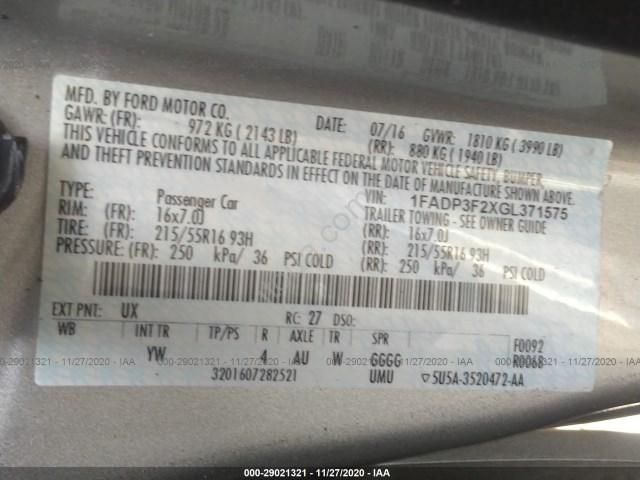 MFD. BY FORD MOTOR CO.
DATE: 07/16 GVWR: 1810 KG ( 3990 LB)
GAWR: (FR): 972 KG ( 2143 LB) (RR): 880 KG ( 1940 LB)
THIS VEHICLE CONFORMS TO ALL APPLICABLE FEDERAL MOTOR VEHICLE SAFETY, BUMPER,
AND THEFT PREVENTION STANDARDS IN EFFECT ON THE DATE OF MANUFACTURE SHOWN ABOVE.
VIN: 1FADP3F2XGL371575
TYPE: Passenger Car TRAILER TOWING - SEE OWNER GUIDE
RIM: (FR): 16x7.0J (RR): 16x7.0J
TIRE: (FR): 215/55R16 93H (RR): 215/55R16 93H
PRESSURE: (FR): 250 kPa/ 36 PSI COLD (RR): 250 kPa/ 36 PSI COLD
EXT PNT: UX RC: 27 DSO:
WB INT TR TP/PS R AXLE TR SPR F0092
YW 4 AU W GGGG R0068
3201607282521 UMU ▽5U5A-3520472-AA
000-29021321 - 11/27/2020 - IAA